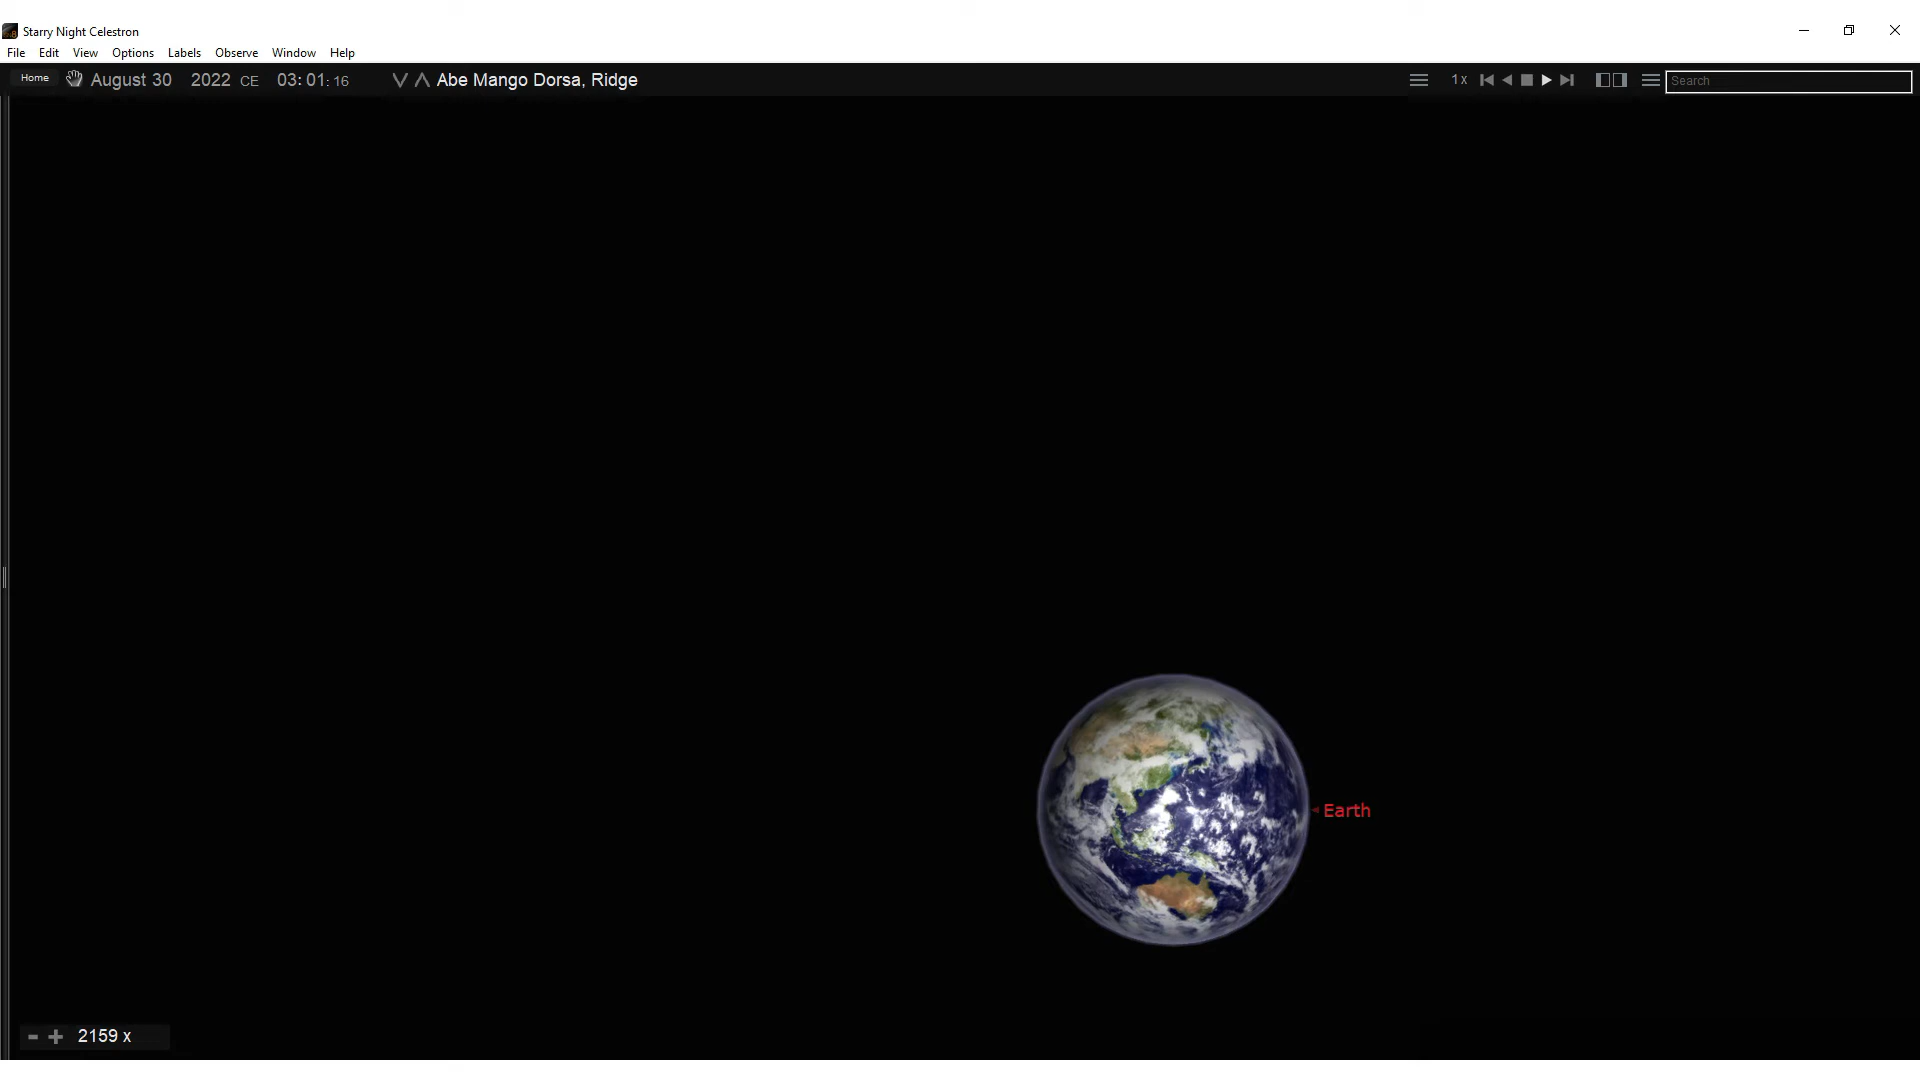 Starry Night Celestron
File Edit View Options Labels Observe Window Help
Home August 30 2022 CE 03: 01: 16 Abe Mango Dorsa, Ridge 1 x Search
Earth
2159 x